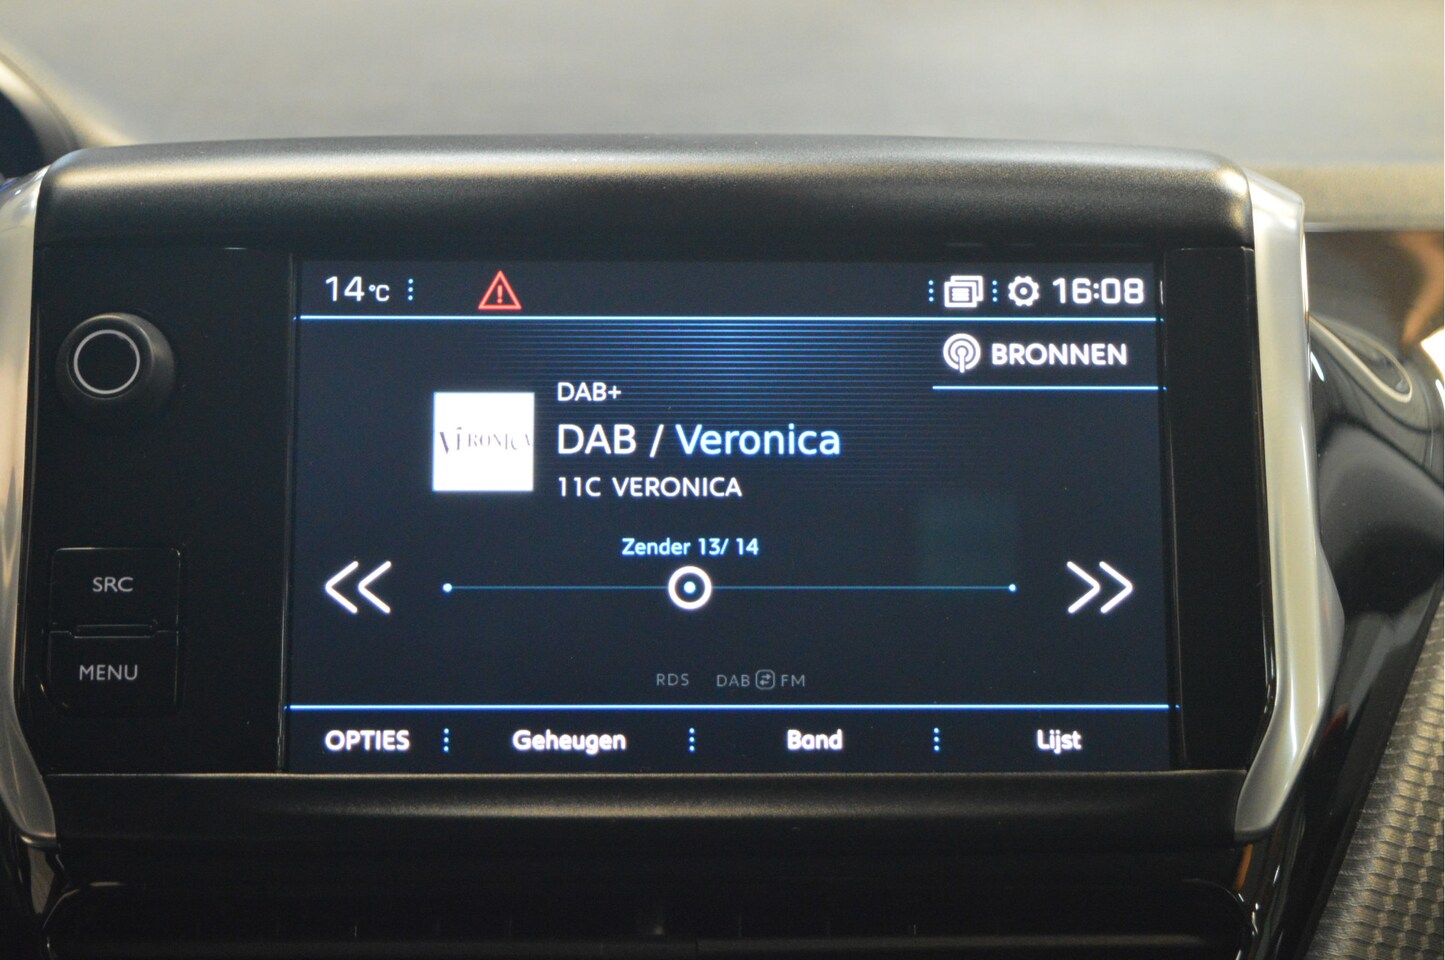 14°C
16:08
BRONNEN
DAB+
VERONICA
DAB / Veronica
11C VERONICA
Zender 13/ 14
SRC
MENU
RDS DAB FM
OPTIES Geheugen Band Lijst